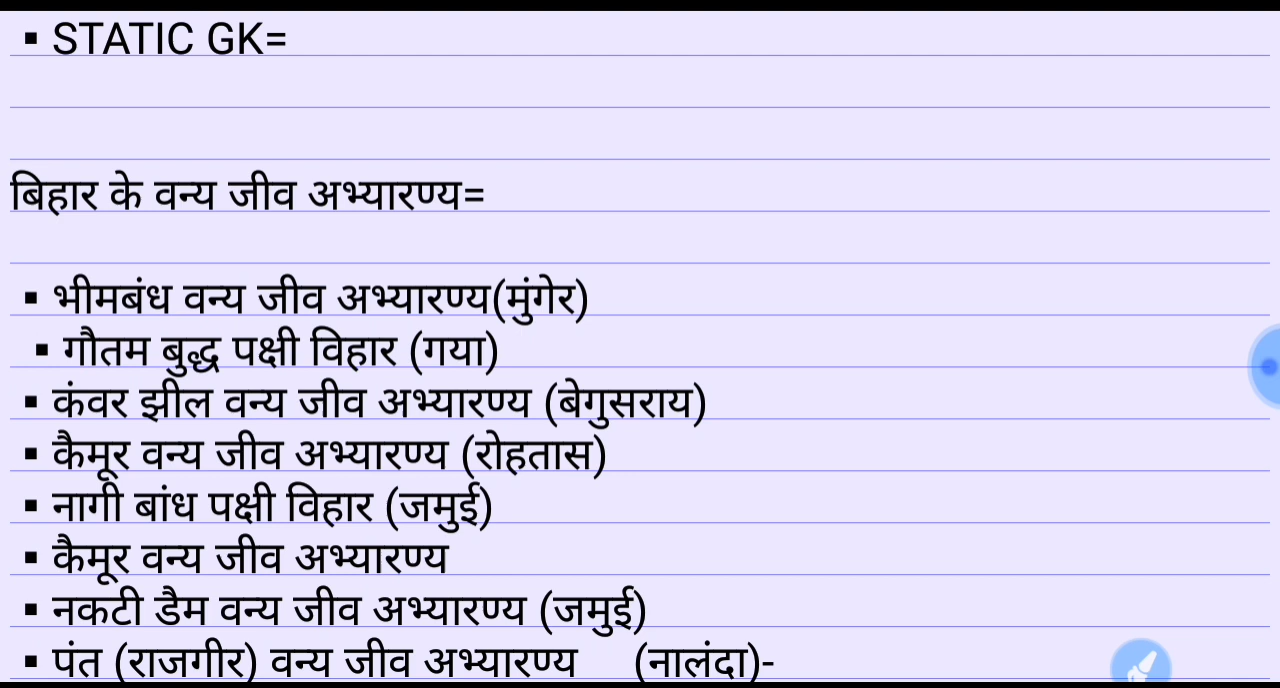 ▪ STATIC GK=
बिहार के वन्य जीव अभ्यारण्य=
▪ भीमबंध वन्य जीव अभ्यारण्य(मुंगेर)
▪ गौतम बुद्ध पक्षी विहार (गया)
▪ कंवर झील वन्य जीव अभ्यारण्य (बेगुसराय)
▪ कैमूर वन्य जीव अभ्यारण्य (रोहतास)
▪ नागी बांध पक्षी विहार (जमुई)
▪ कैमूर वन्य जीव अभ्यारण्य
▪ नकटी डैम वन्य जीव अभ्यारण्य (जमुई)
▪ पंत (राजगीर) वन्य जीव अभ्यारण्य (नालंदा)-